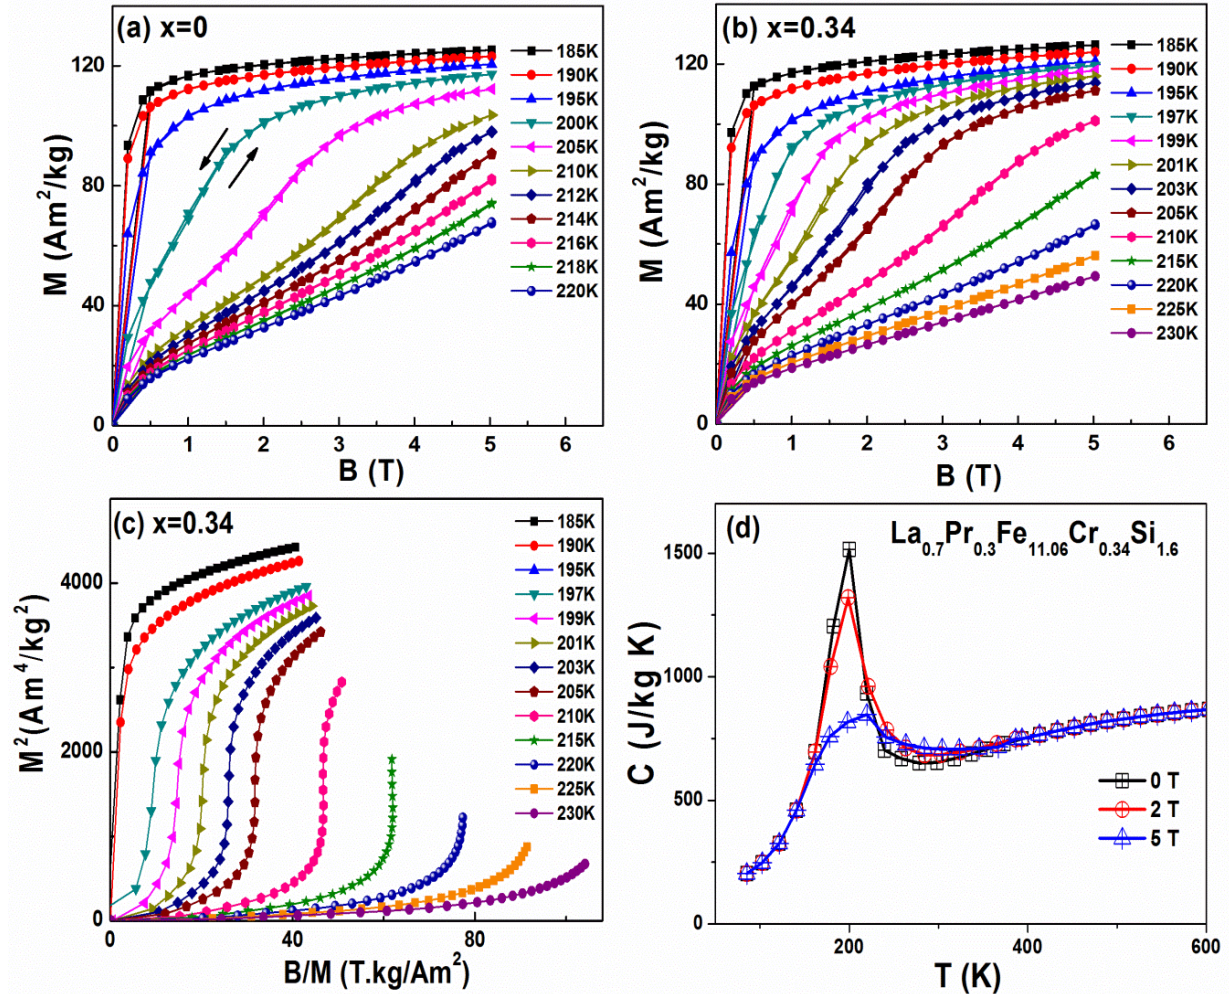 (a) x=0
M (Am²/kg)
120
80
40
0
0 1 2 3 4 5 6
B (T)
185K
190K
195K
200K
205K
210K
212K
214K
216K
218K
220K
(b) x=0.34
M (Am²/kg)
120
80
40
0
0 1 2 3 4 5 6
B (T)
185K
190K
195K
197K
199K
201K
203K
205K
210K
215K
220K
225K
230K
(c) x=0.34
M² (Am⁴/kg²)
4000
2000
0
0 40 80
B/M (T.kg/Am²)
185K
190K
195K
197K
199K
201K
203K
205K
210K
215K
220K
225K
230K
(d)
La₀.₇Pr₀.₃Fe₁₁.₀₆Cr₀.₃₄Si₁.₆
C (J/kg K)
1500
1000
500
0
200 400 600
T (K)
0 T
2 T
5 T